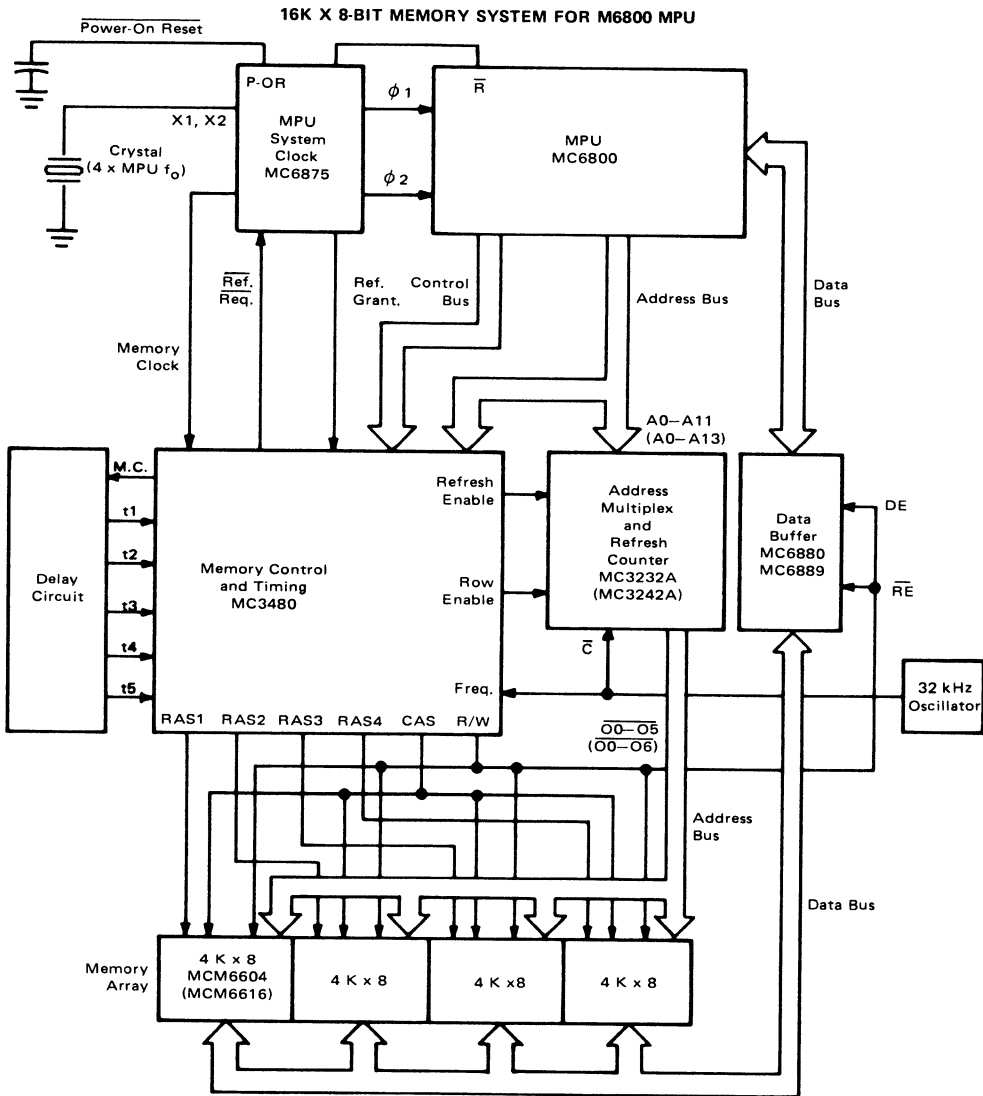 16K X 8-BIT MEMORY SYSTEM FOR M6800 MPU
Power-On Reset
P-OR
R
X1, X2
ϕ 1
MPU
System
Clock
MC6875
MPU
MC6800
Crystal
(4 x MPU fo)
ϕ 2
Ref.
Req.
Ref.
Grant.
Control
Bus
Address Bus
Data
Bus
Memory
Clock
A0–A11
(A0–A13)
M.C.
t1
t2
t3
t4
t5
Delay
Circuit
Memory Control
and Timing
MC3480
Refresh
Enable
Row
Enable
Freq.
Address
Multiplex
and
Refresh
Counter
MC3232A
(MC3242A)
Data
Buffer
MC6880
MC6889
DE
RE
C
32 kHz
Oscillator
RAS1 RAS2 RAS3 RAS4 CAS R/W
O0–O5
(O0–O6)
Address
Bus
Data Bus
Memory
Array
4 K x 8
MCM6604
(MCM6616)
4 K x 8
4 K x8
4 K x 8